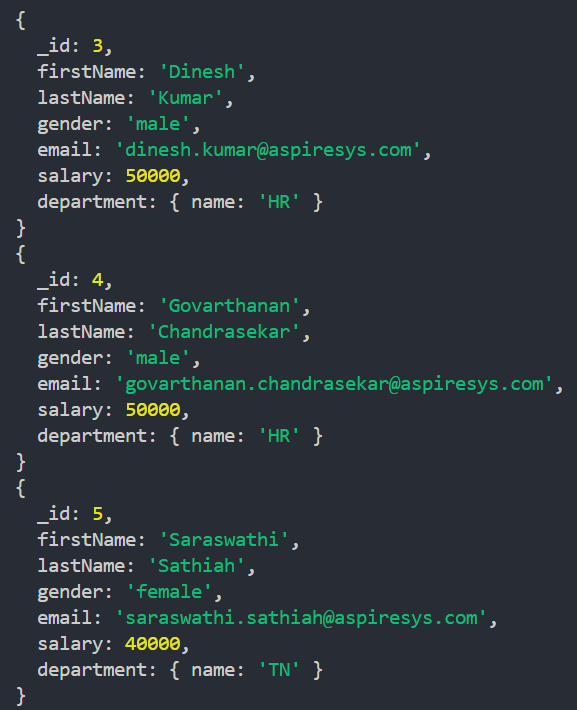 {
  _id: 3,
  firstName: 'Dinesh',
  lastName: 'Kumar',
  gender: 'male',
  email: 'dinesh.kumar@aspiresys.com',
  salary: 50000,
  department: { name: 'HR' }
}
{
  _id: 4,
  firstName: 'Govarthanan',
  lastName: 'Chandrasekar',
  gender: 'male',
  email: 'govarthanan.chandrasekar@aspiresys.com',
  salary: 50000,
  department: { name: 'HR' }
}
{
  _id: 5,
  firstName: 'Saraswathi',
  lastName: 'Sathiah',
  gender: 'female',
  email: 'saraswathi.sathiah@aspiresys.com',
  salary: 40000,
  department: { name: 'TN' }
}